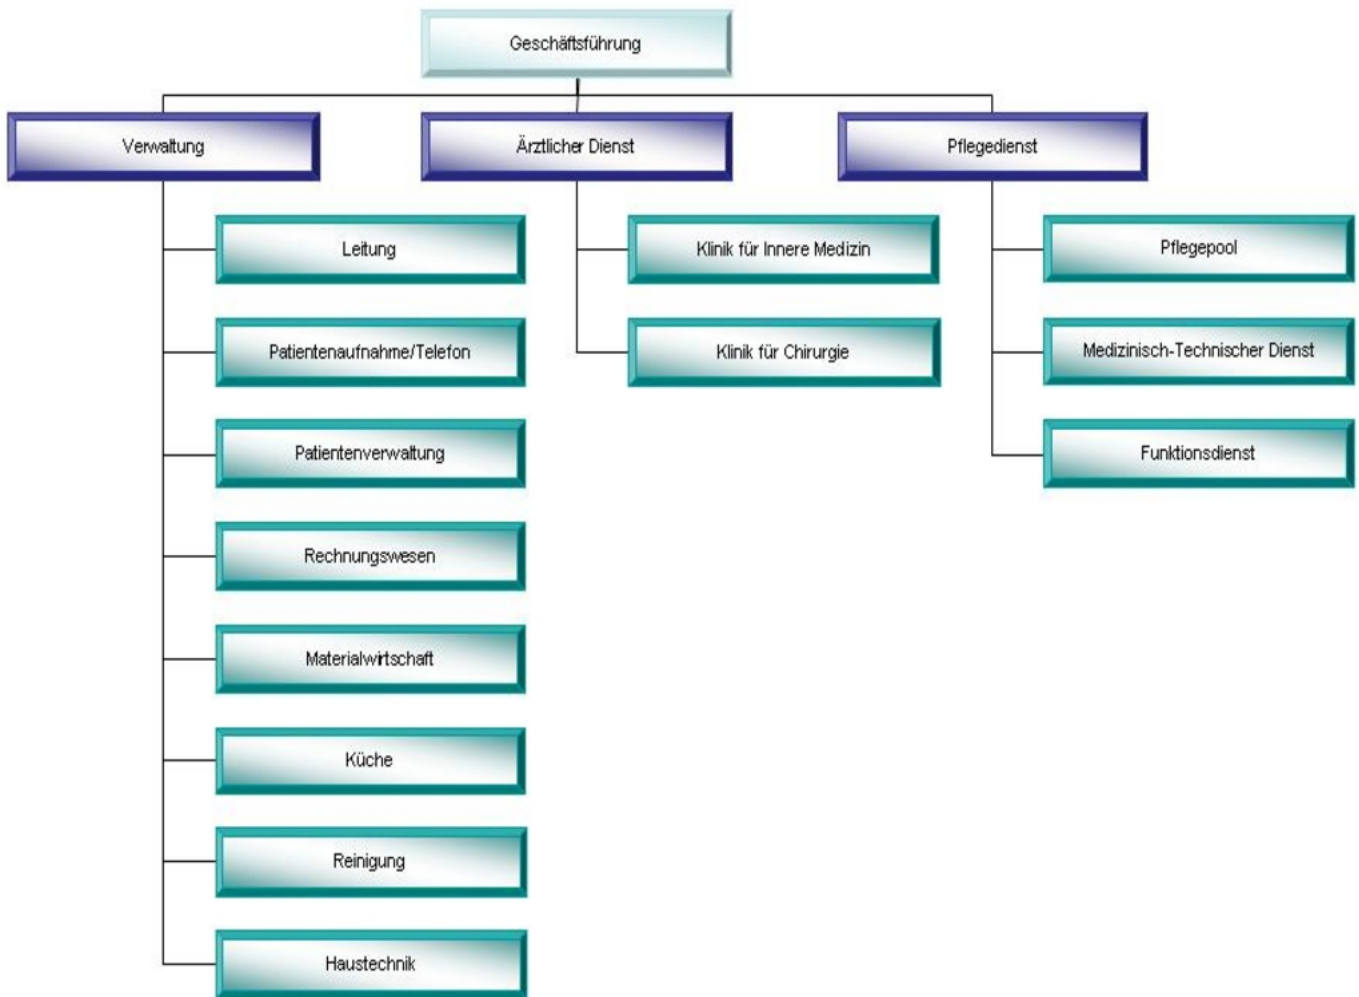 Geschäftsführung
Verwaltung
Ärztlicher Dienst
Pflegedienst
Leitung
Klinik für Innere Medizin
Pflegepool
Patientenaufnahme/Telefon
Klinik für Chirurgie
Medizinisch-Technischer Dienst
Patientenverwaltung
Funktionsdienst
Rechnungswesen
Materialwirtschaft
Küche
Reinigung
Haustechnik